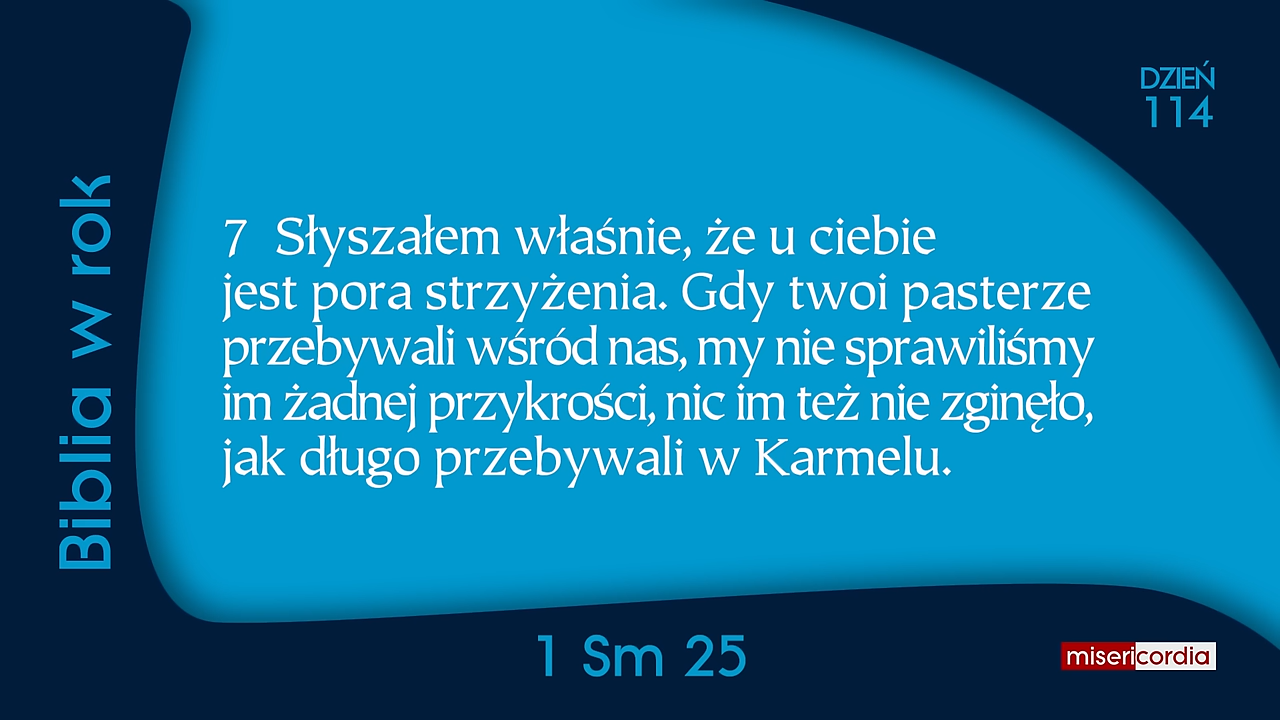 DZIEŃ
114
Biblia w rok
7 Słyszałem właśnie, że u ciebie
jest pora strzyżenia. Gdy twoi pasterze
przebywali wśród nas, my nie sprawiliśmy
im żadnej przykrości, nic im też nie zginęło,
jak długo przebywali w Karmelu.
1 Sm 25
misericordia